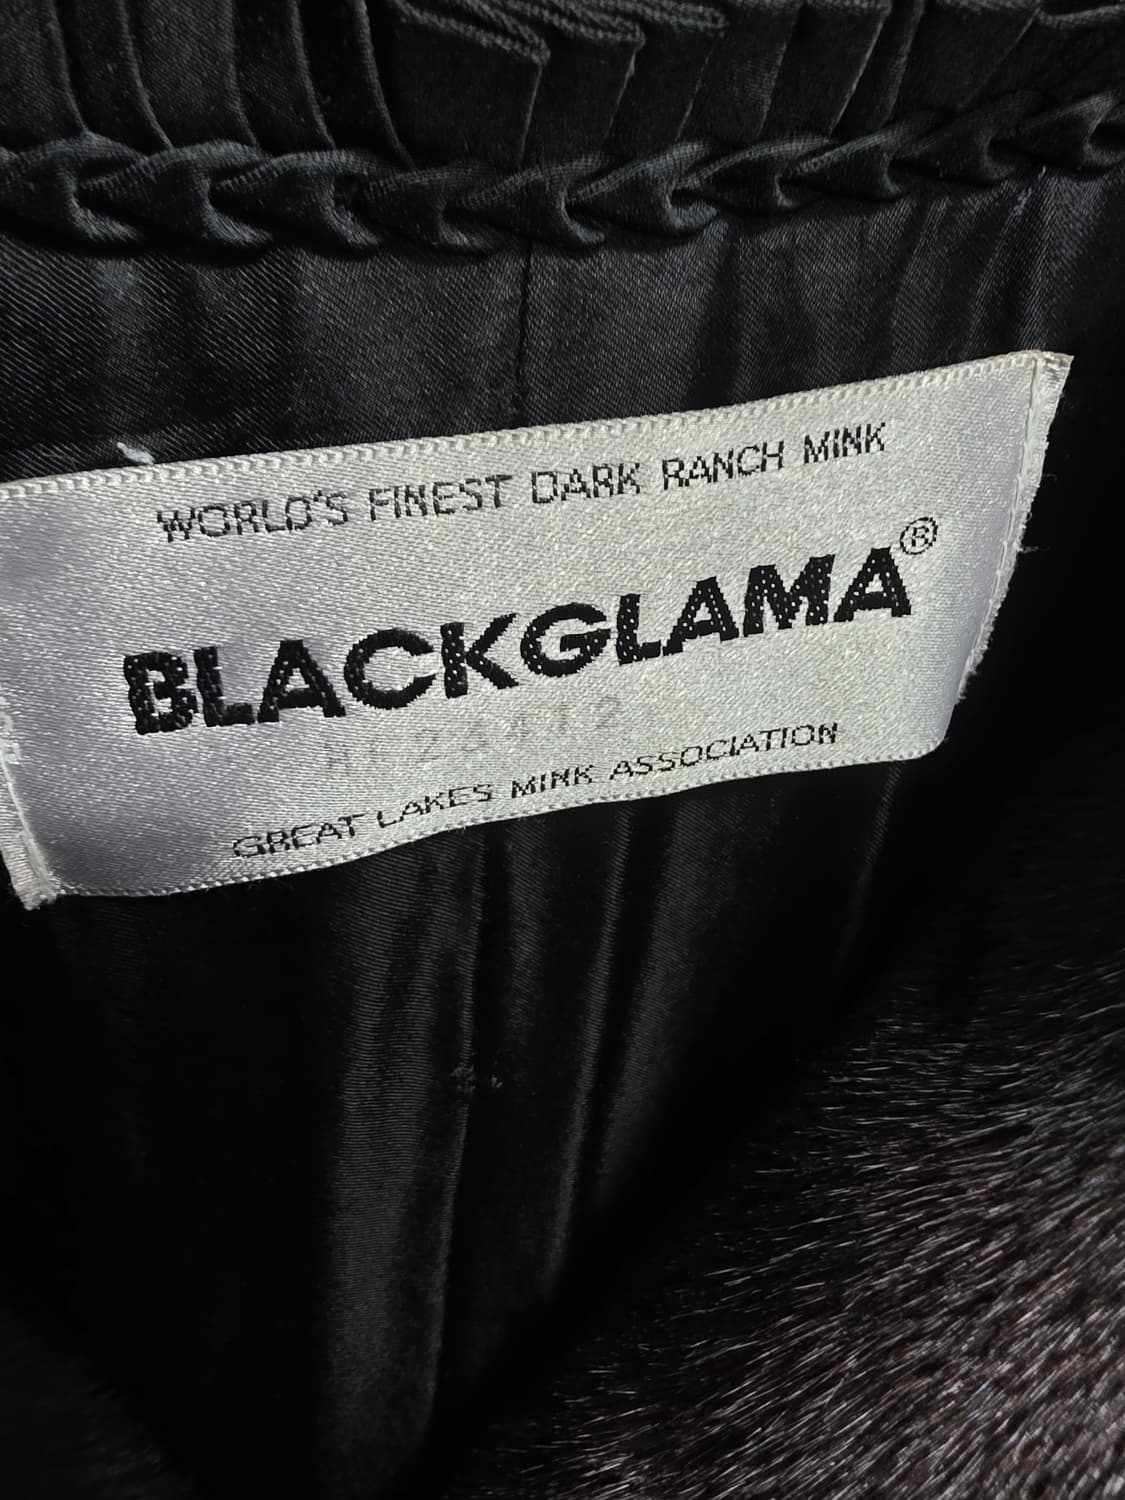 WORLD'S FINEST DARK RANCH MINK
BLACKGLAMA®
GREAT LAKES MINK ASSOCIATION